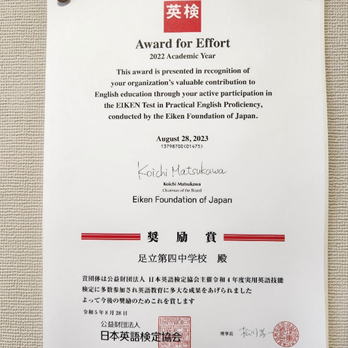 英検
Award for Effort
2022 Academic Year
This award is presented in recognition of
your organization's valuable contribution to
English education through your active participation in
the EIKEN Test in Practical English Proficiency,
conducted by the Eiken Foundation of Japan.
August 28, 2023
13798700(01475)
Koichi Matsukawa
Koichi Matsukawa
Chairman of the Board
Eiken Foundation of Japan
奨励賞
足立第四中学校 殿
貴団体は公益財団法人 日本英語検定協会主催令和4年度実用英語技能
検定に多数参加され英語教育に多大な成果をあげられました
よって今後の奨励のためこれを賞します
令和5年8月28日
公益財団法人
日本英語検定協会
理事長